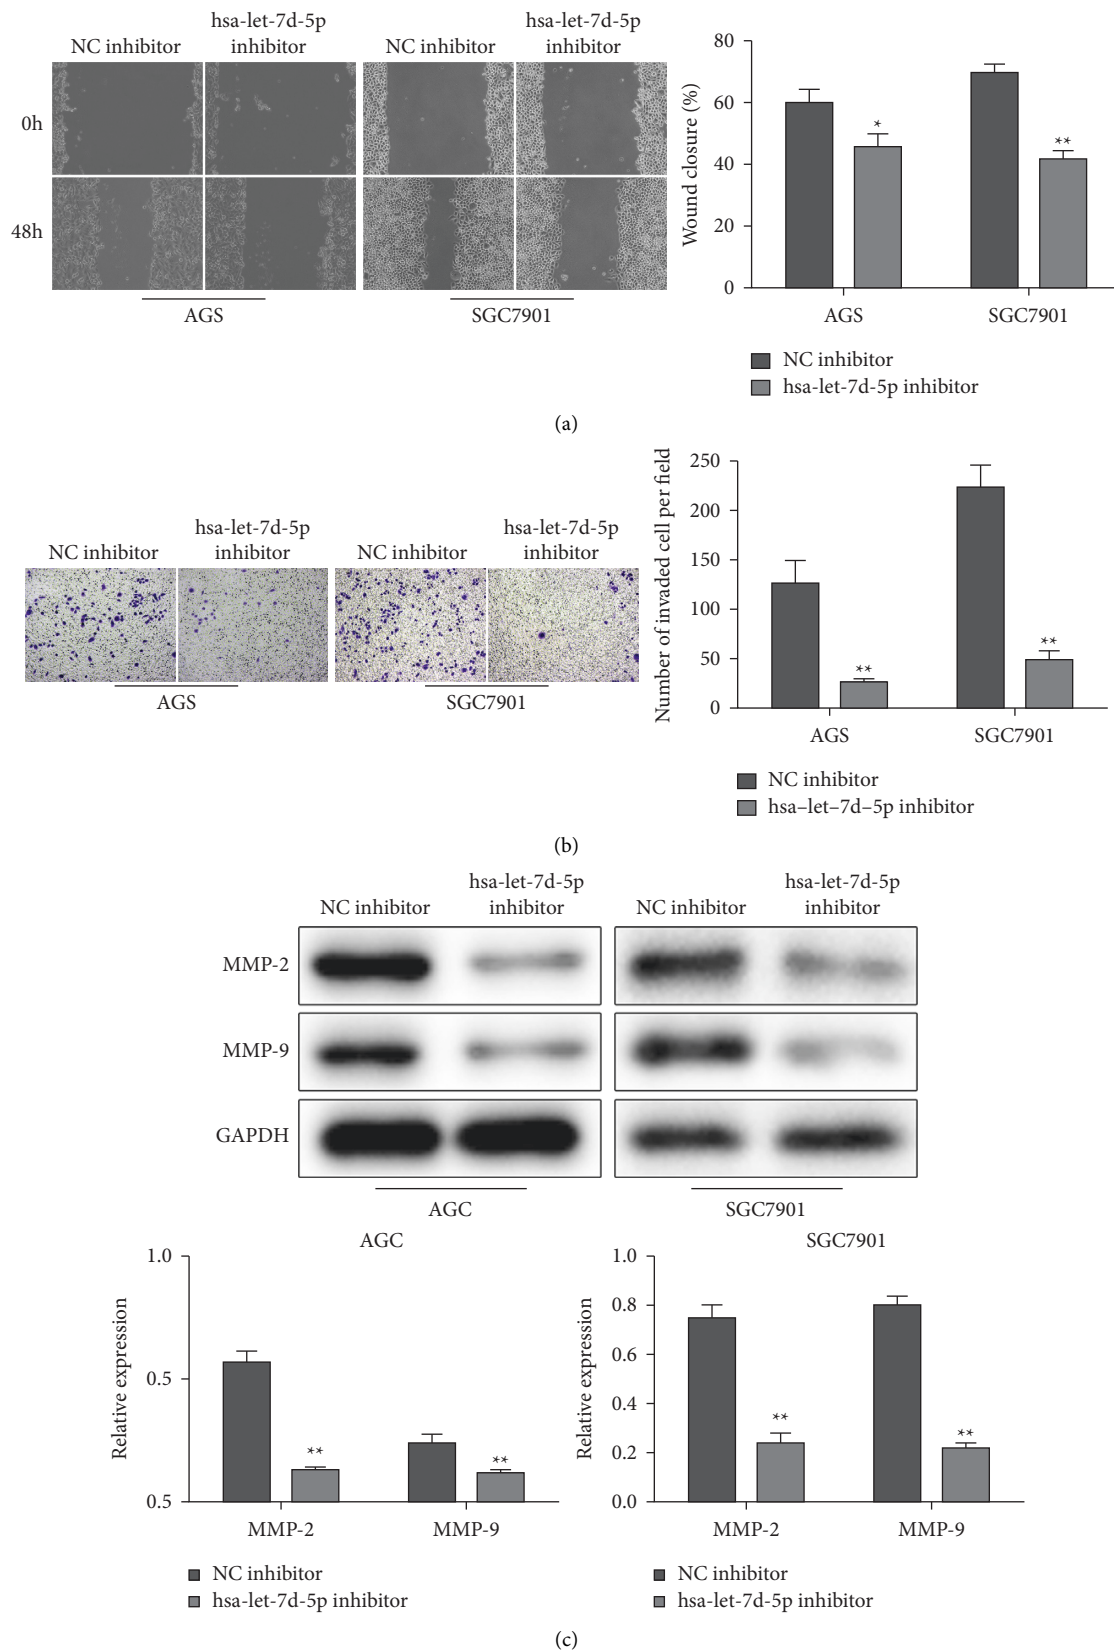 NC inhibitor
hsa-let-7d-5p
inhibitor
NC inhibitor
hsa-let-7d-5p
inhibitor
0h
48h
AGS
SGC7901
Wound closure (%)
80
60
40
20
0
*
**
AGS
SGC7901
NC inhibitor
hsa-let-7d-5p inhibitor
(a)
NC inhibitor
hsa-let-7d-5p
inhibitor
NC inhibitor
hsa-let-7d-5p
inhibitor
AGS
SGC7901
Number of invaded cell per field
250
200
150
100
50
0
**
**
AGS
SGC7901
NC inhibitor
hsa–let–7d–5p inhibitor
(b)
NC inhibitor
hsa-let-7d-5p
inhibitor
NC inhibitor
hsa-let-7d-5p
inhibitor
MMP-2
MMP-9
GAPDH
AGC
SGC7901
AGC
Relative expression
1.0
0.5
0.5
**
**
MMP-2
MMP-9
NC inhibitor
hsa-let-7d-5p inhibitor
SGC7901
Relative expression
1.0
0.8
0.6
0.4
0.2
0.0
**
**
MMP-2
MMP-9
NC inhibitor
hsa-let-7d-5p inhibitor
(c)